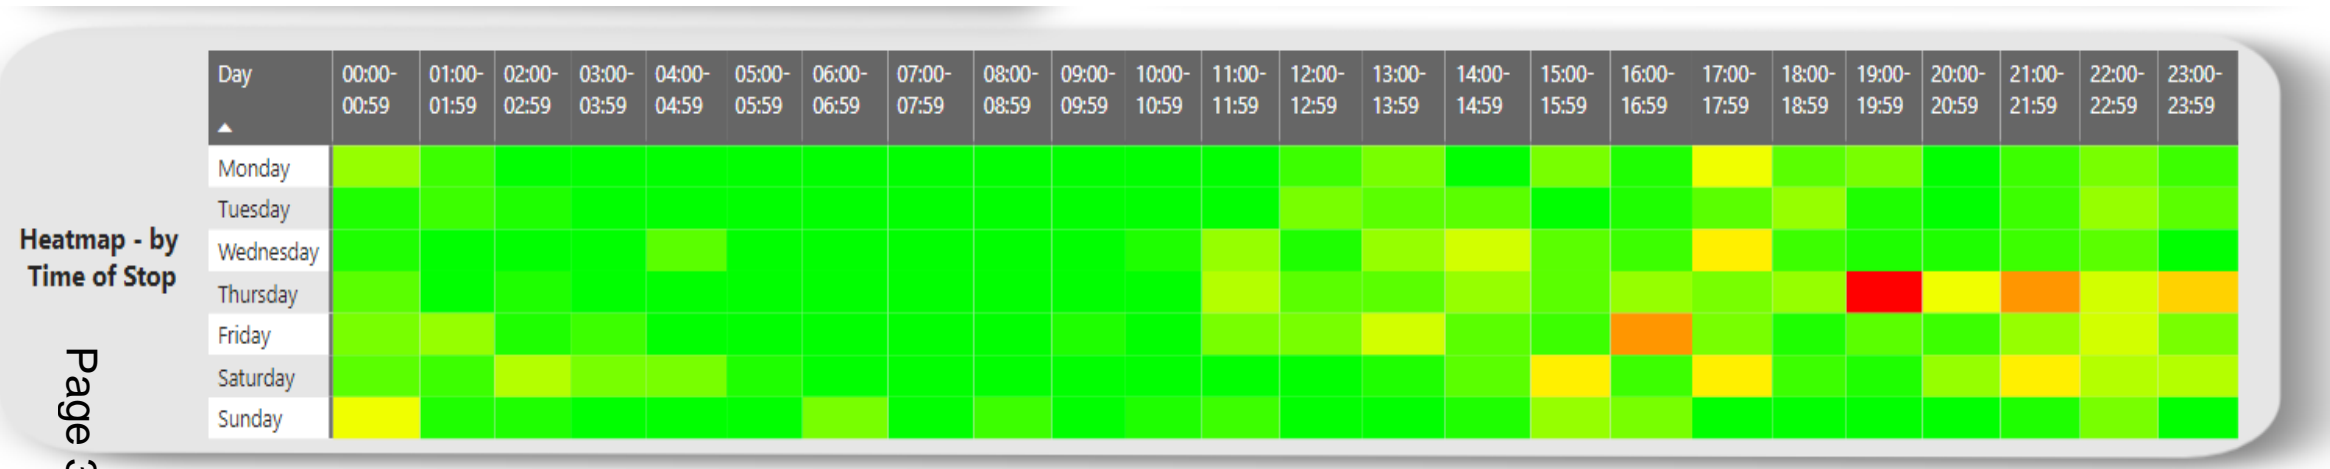 Day 00:00- 01:00- 02:00- 03:00- 04:00- 05:00- 06:00- 07:00- 08:00- 09:00- 10:00- 11:00- 12:00- 13:00- 14:00- 15:00- 16:00- 17:00- 18:00- 19:00- 20:00- 21:00- 22:00- 23:00-
00:59 01:59 02:59 03:59 04:59 05:59 06:59 07:59 08:59 09:59 10:59 11:59 12:59 13:59 14:59 15:59 16:59 17:59 18:59 19:59 20:59 21:59 22:59 23:59
Monday
Tuesday
Wednesday
Thursday
Friday
Saturday
Sunday
Heatmap - by
Time of Stop
Page